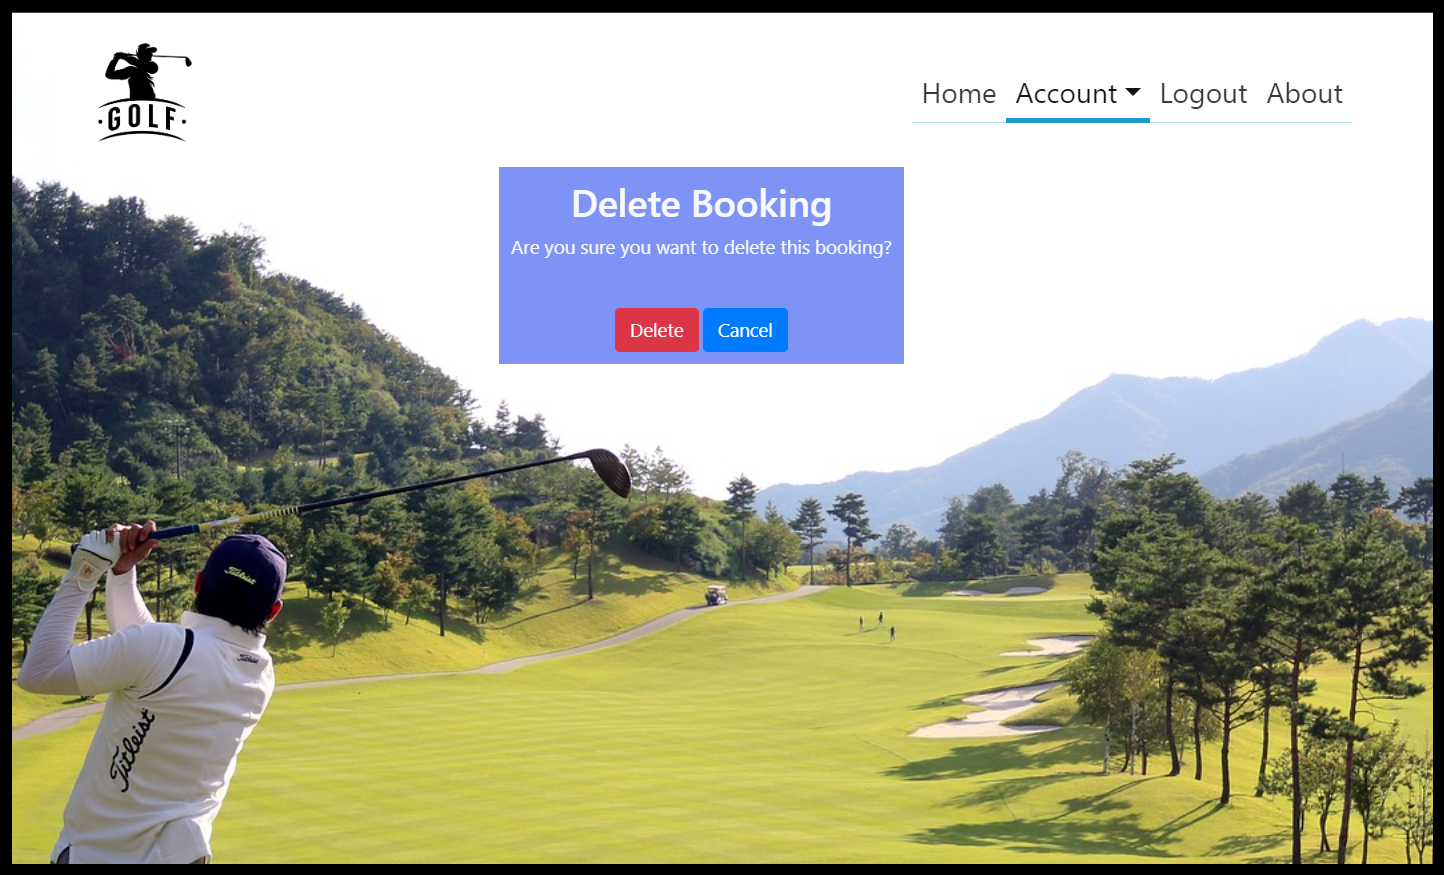 GOLF
Home Account Logout About
Delete Booking
Are you sure you want to delete this booking?
Delete Cancel
Titleist
Titleist
Titleist